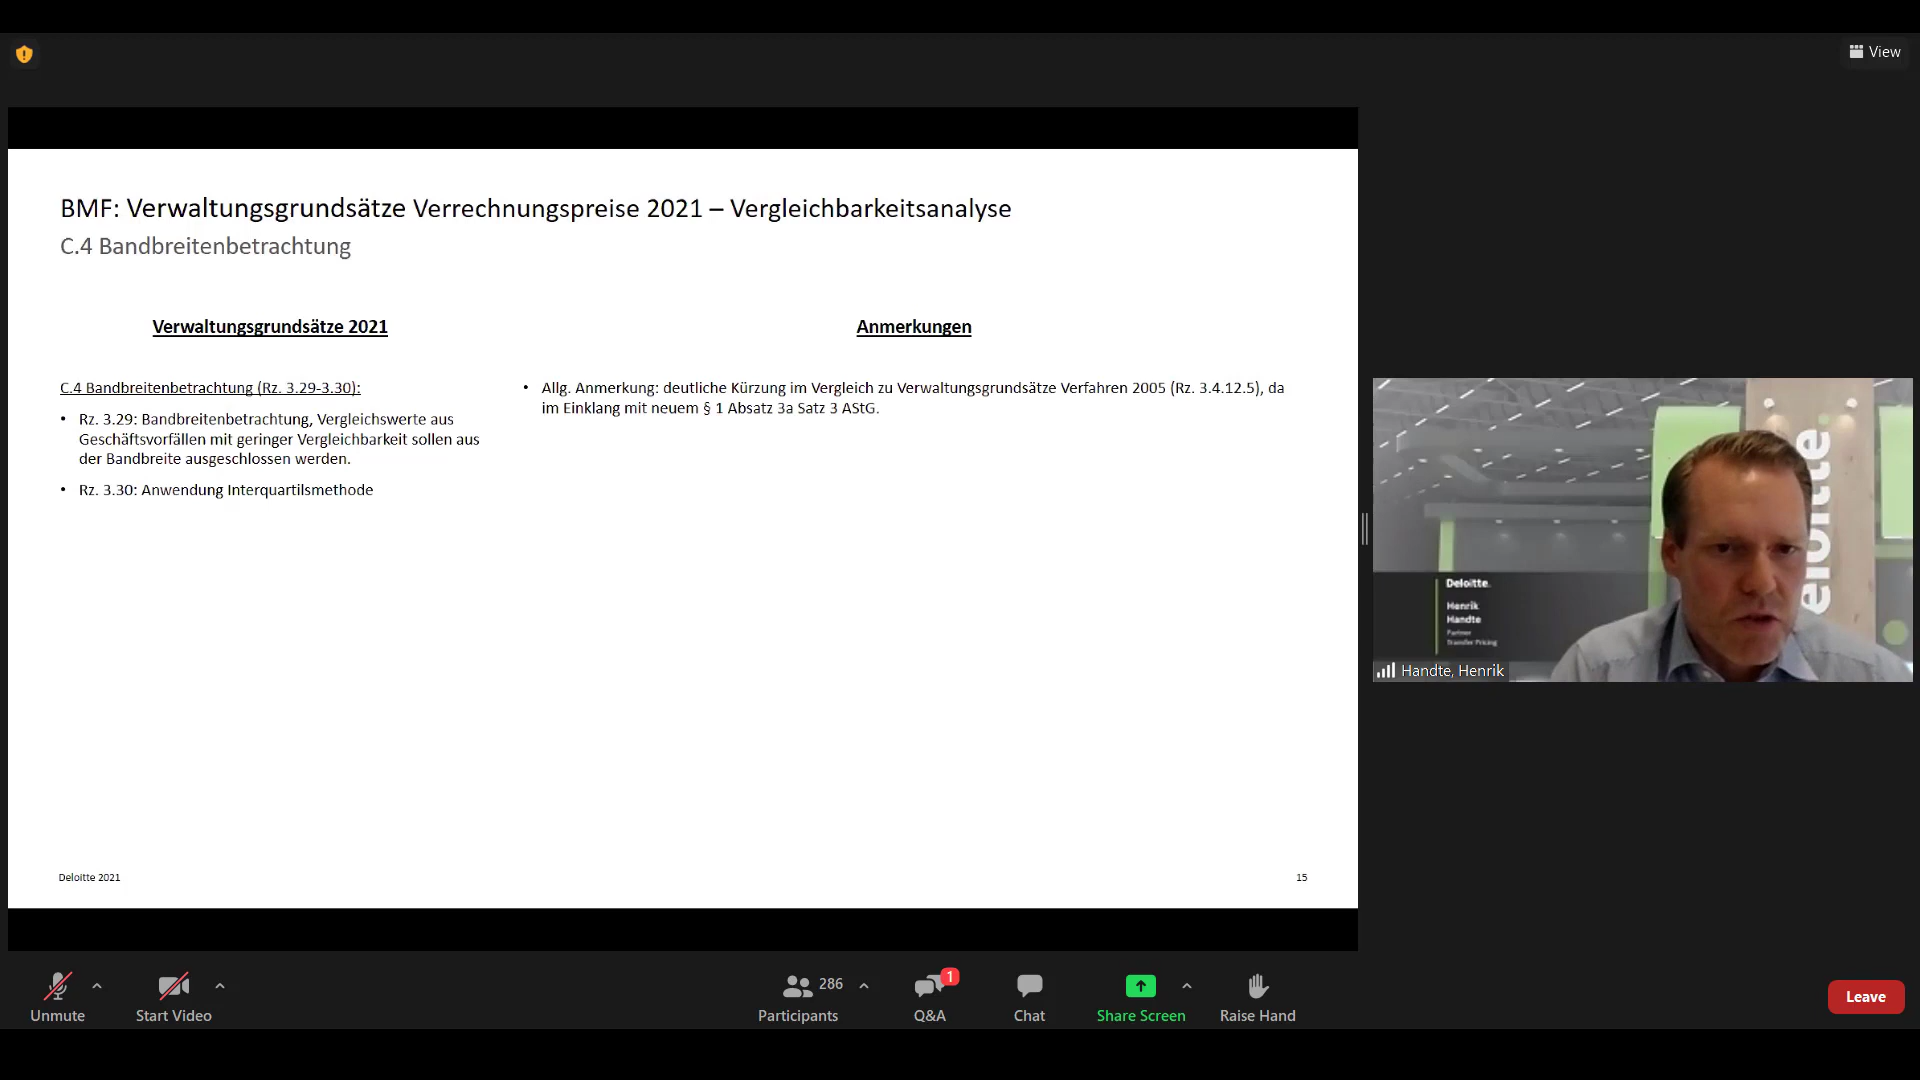 View
BMF: Verwaltungsgrundsätze Verrechnungspreise 2021 – Vergleichbarkeitsanalyse
C.4 Bandbreitenbetrachtung
Verwaltungsgrundsätze 2021
C.4 Bandbreitenbetrachtung (Rz. 3.29-3.30):
• Rz. 3.29: Bandbreitenbetrachtung, Vergleichswerte aus
Geschäftsvorfällen mit geringer Vergleichbarkeit sollen aus
der Bandbreite ausgeschlossen werden.
• Rz. 3.30: Anwendung Interquartilsmethode
Anmerkungen
• Allg. Anmerkung: deutliche Kürzung im Vergleich zu Verwaltungsgrundsätze Verfahren 2005 (Rz. 3.4.12.5), da
im Einklang mit neuem § 1 Absatz 3a Satz 3 AStG.
Deloitte 2021
15
eloitte.
Deloitte.
Henrik
Handte
Partner
Transfer Pricing
Handte, Henrik
Unmute
Start Video
286
Participants
1
Q&A
Chat
Share Screen
Raise Hand
Leave